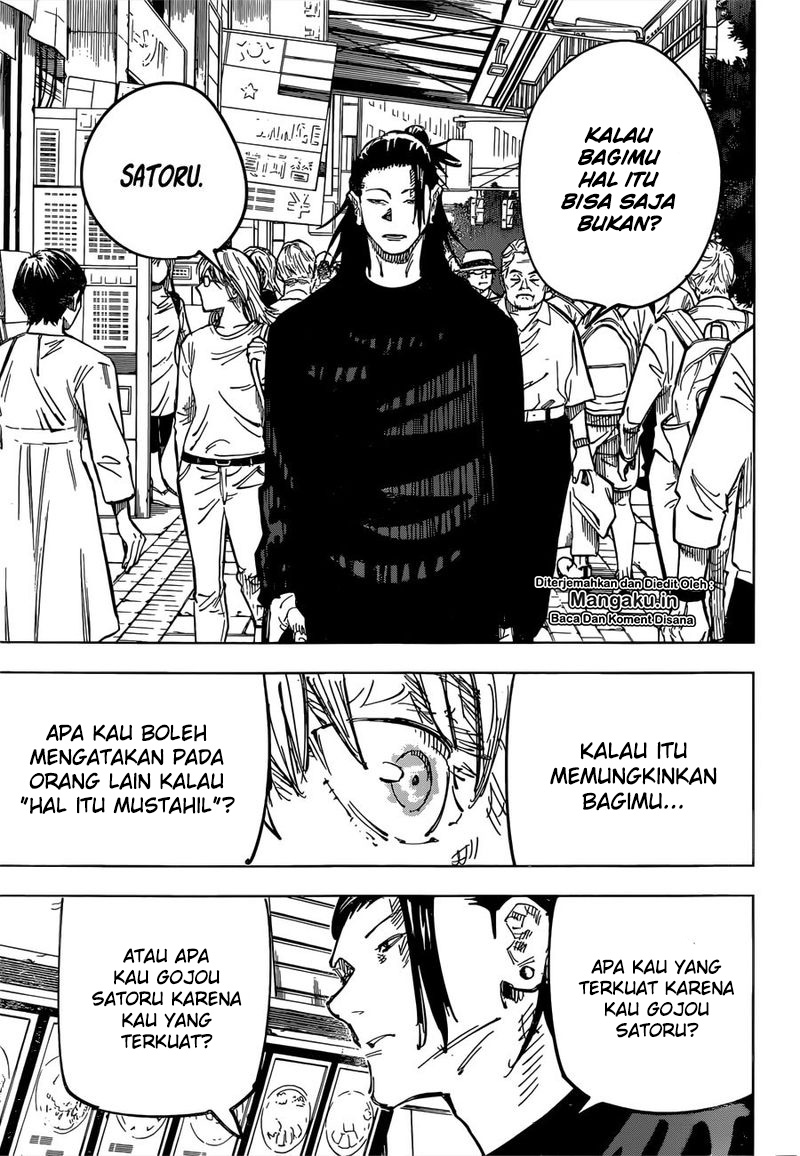 KALAU
BAGIMU
HAL ITU
BISA SAJA
BUKAN?
SATORU.
Diterjemahkan dan Diedit Oleh :
Mangaku.in
Baca Dan Koment Disana
KALAU ITU
MEMUNGKINKAN
BAGIMU...
APA KAU BOLEH
MENGATAKAN PADA
ORANG LAIN KALAU
"HAL ITU MUSTAHIL"?
APA KAU YANG
TERKUAT KARENA
KAU GOJOU
SATORU?
ATAU APA
KAU GOJOU
SATORU KARENA
KAU YANG
TERKUAT?